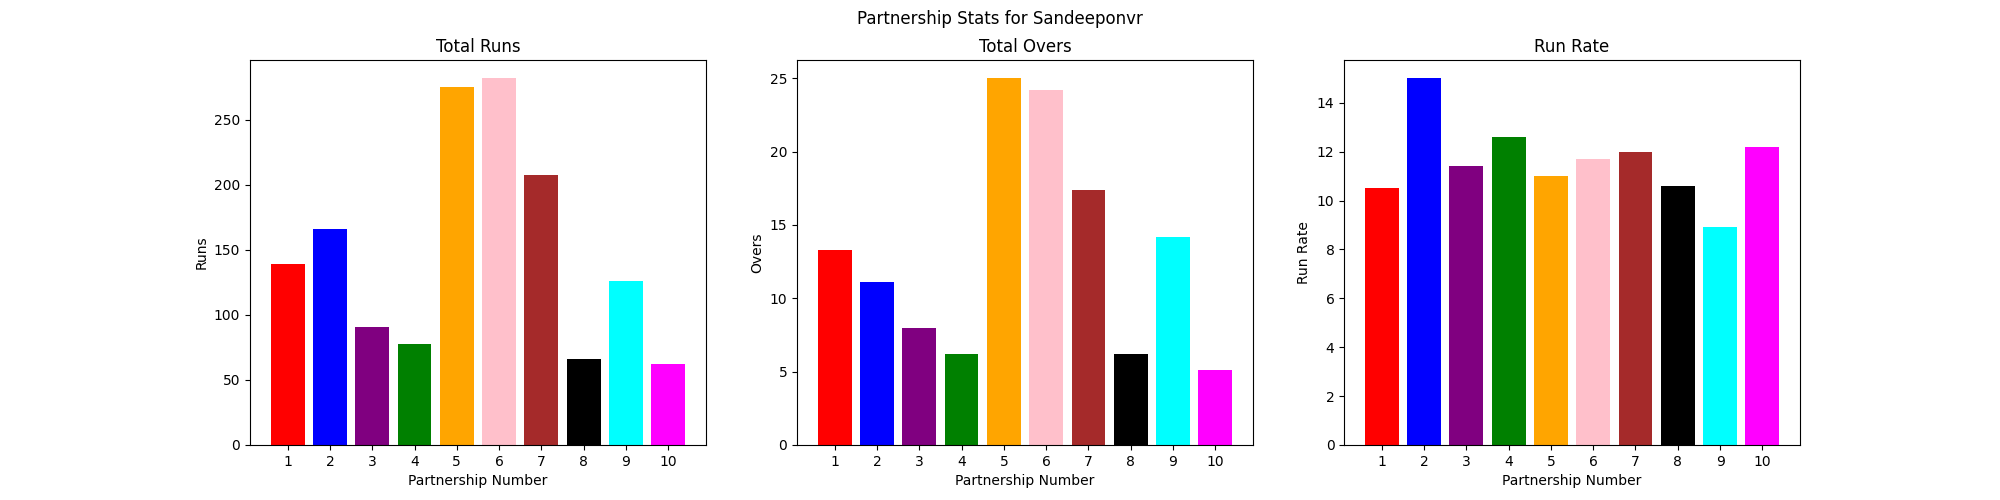 Partnership Stats for Sandeeponvr
Total Runs
Runs
250
200
150
100
50
0
1 2 3 4 5 6 7 8 9 10
Partnership Number
Total Overs
Overs
25
20
15
10
5
0
1 2 3 4 5 6 7 8 9 10
Partnership Number
Run Rate
Run Rate
14
12
10
8
6
4
2
0
1 2 3 4 5 6 7 8 9 10
Partnership Number